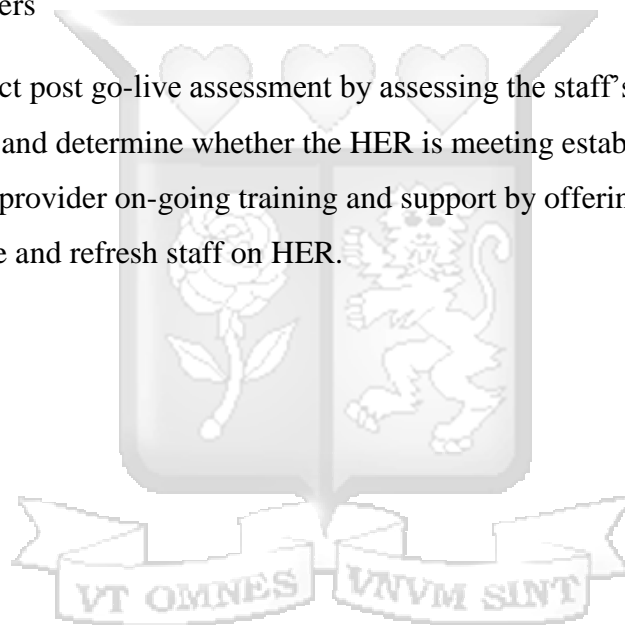 ers
ct post go-live assessment by assessing the staff's
and determine whether the HER is meeting estab
provider on-going training and support by offerin
e and refresh staff on HER.
VT OMNES VNVM SINT